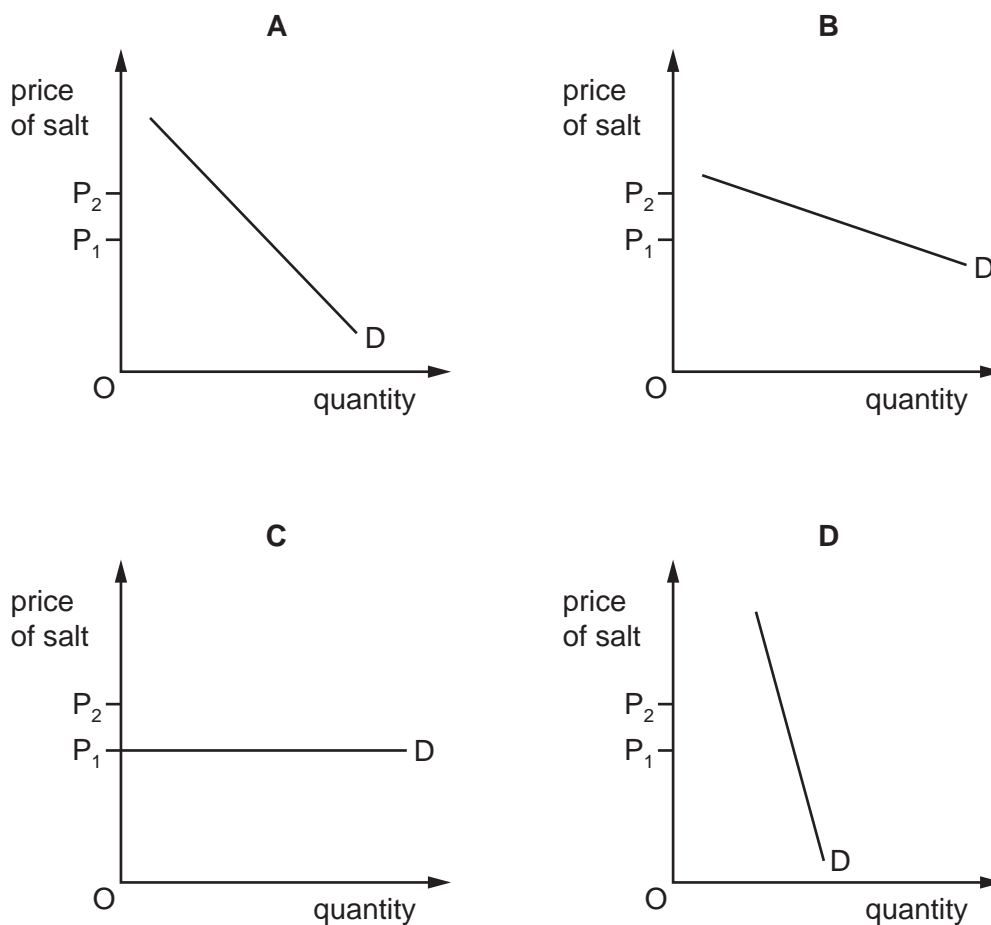 A
price
of salt
P2
P1
D
O
quantity
B
price
of salt
P2
P1
D
O
quantity
C
price
of salt
P2
P1
D
O
quantity
D
price
of salt
P2
P1
D
O
quantity